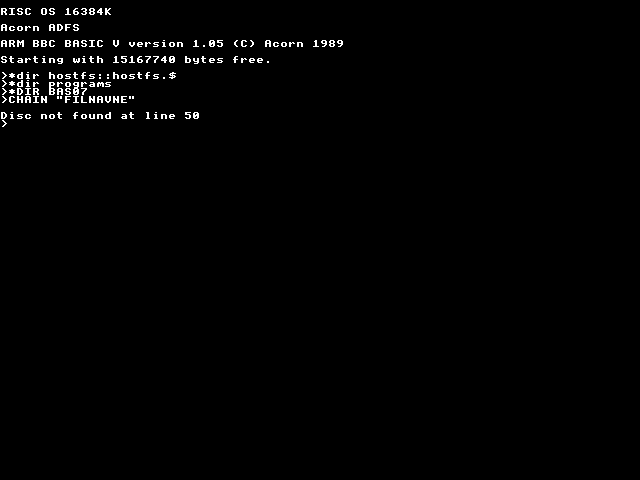 RISC OS 16384K
Acorn ADFS
ARM BBC BASIC V version 1.05 (C) Acorn 1989
Starting with 15167740 bytes free.
>*dir hostfs::hostfs.$
>*dir programs
>*DIR BAS07
>CHAIN "FILNAVNE"
Disc not found at line 50
>